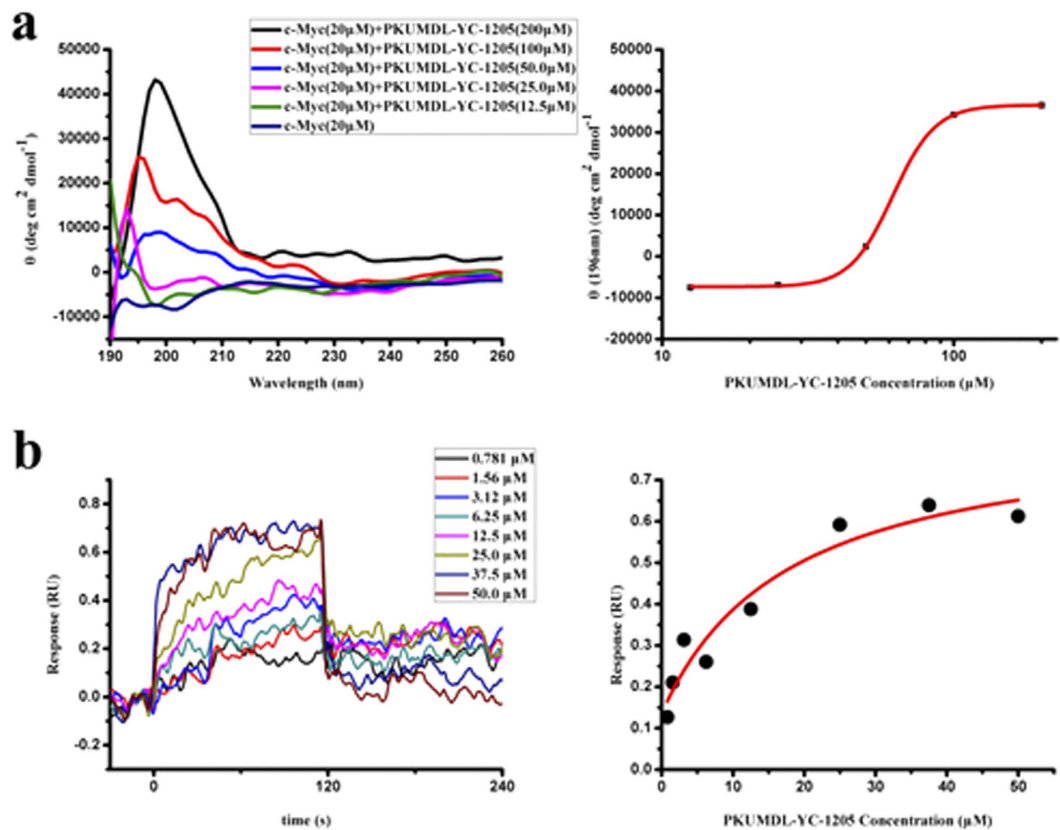 a
c-Myc(20μM)+PKUMDL-YC-1205(200μM)
c-Myc(20μM)+PKUMDL-YC-1205(100μM)
c-Myc(20μM)+PKUMDL-YC-1205(50.0μM)
c-Myc(20μM)+PKUMDL-YC-1205(25.0μM)
c-Myc(20μM)+PKUMDL-YC-1205(12.5μM)
c-Myc(20μM)
θ (deg cm² dmol⁻¹)
50000
40000
30000
20000
10000
0
-10000
190 200 210 220 230 240 250 260
Wavelength (nm)
θ (196nm) (deg cm² dmol⁻¹)
50000
40000
30000
20000
10000
0
-10000
-20000
10 100
PKUMDL-YC-1205 Concentration (μM)
b
0.781 μM
1.56 μM
3.12 μM
6.25 μM
12.5 μM
25.0 μM
37.5 μM
50.0 μM
Response (RU)
0.8
0.6
0.4
0.2
0.0
-0.2
0 120 240
time (s)
Response (RU)
0.7
0.6
0.5
0.4
0.3
0.2
0.1
0.0
0 10 20 30 40 50
PKUMDL-YC-1205 Concentration (μM)